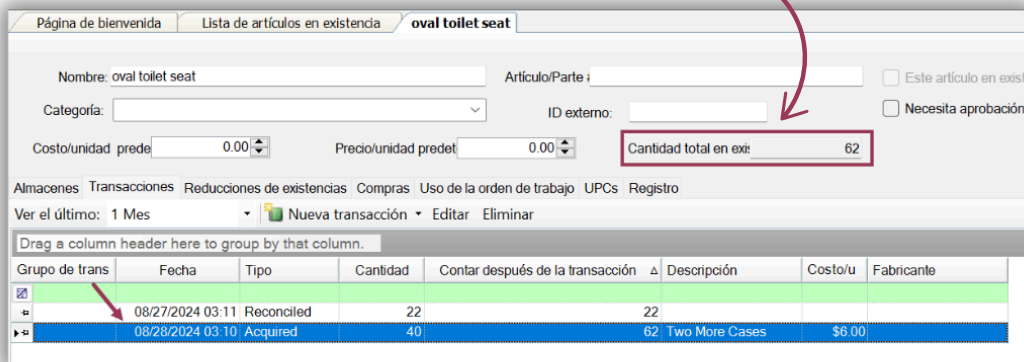 Página de bienvenida Lista de artículos en existencia oval toilet seat
Nombre: oval toilet seat Artículo/Parte Este artículo en exis
Categoría: ID externo: Necesita aprobación
Costo/unidad prede 0.00 Precio/unidad predet 0.00 Cantidad total en exi: 62
Almacenes Transacciones Reducciones de existencias Compras Uso de la orden de trabajo UPCs Registro
Ver el último: 1 Mes Nueva transacción Editar Eliminar
Drag a column header here to group by that column.
Grupo de trans Fecha Tipo Cantidad Contar después de la transacción Descripción Costo/u Fabricante
08/27/2024 03:11 Reconciled 22 22
08/28/2024 03:10 Acquired 40 62 Two More Cases $6.00